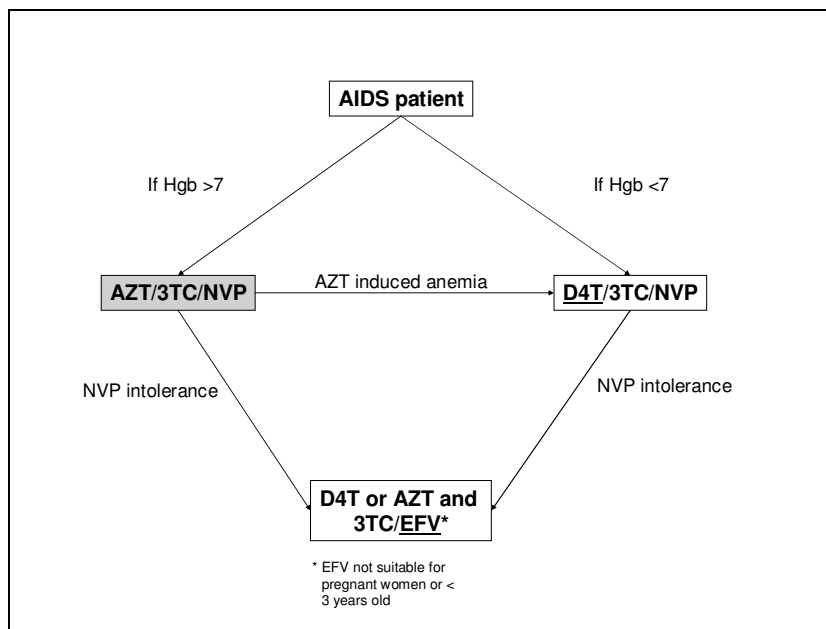 AIDS patient
If Hgb >7
If Hgb <7
AZT/3TC/NVP
AZT induced anemia
D4T/3TC/NVP
NVP intolerance
NVP intolerance
D4T or AZT and
3TC/EFV*
* EFV not suitable for
pregnant women or <
3 years old